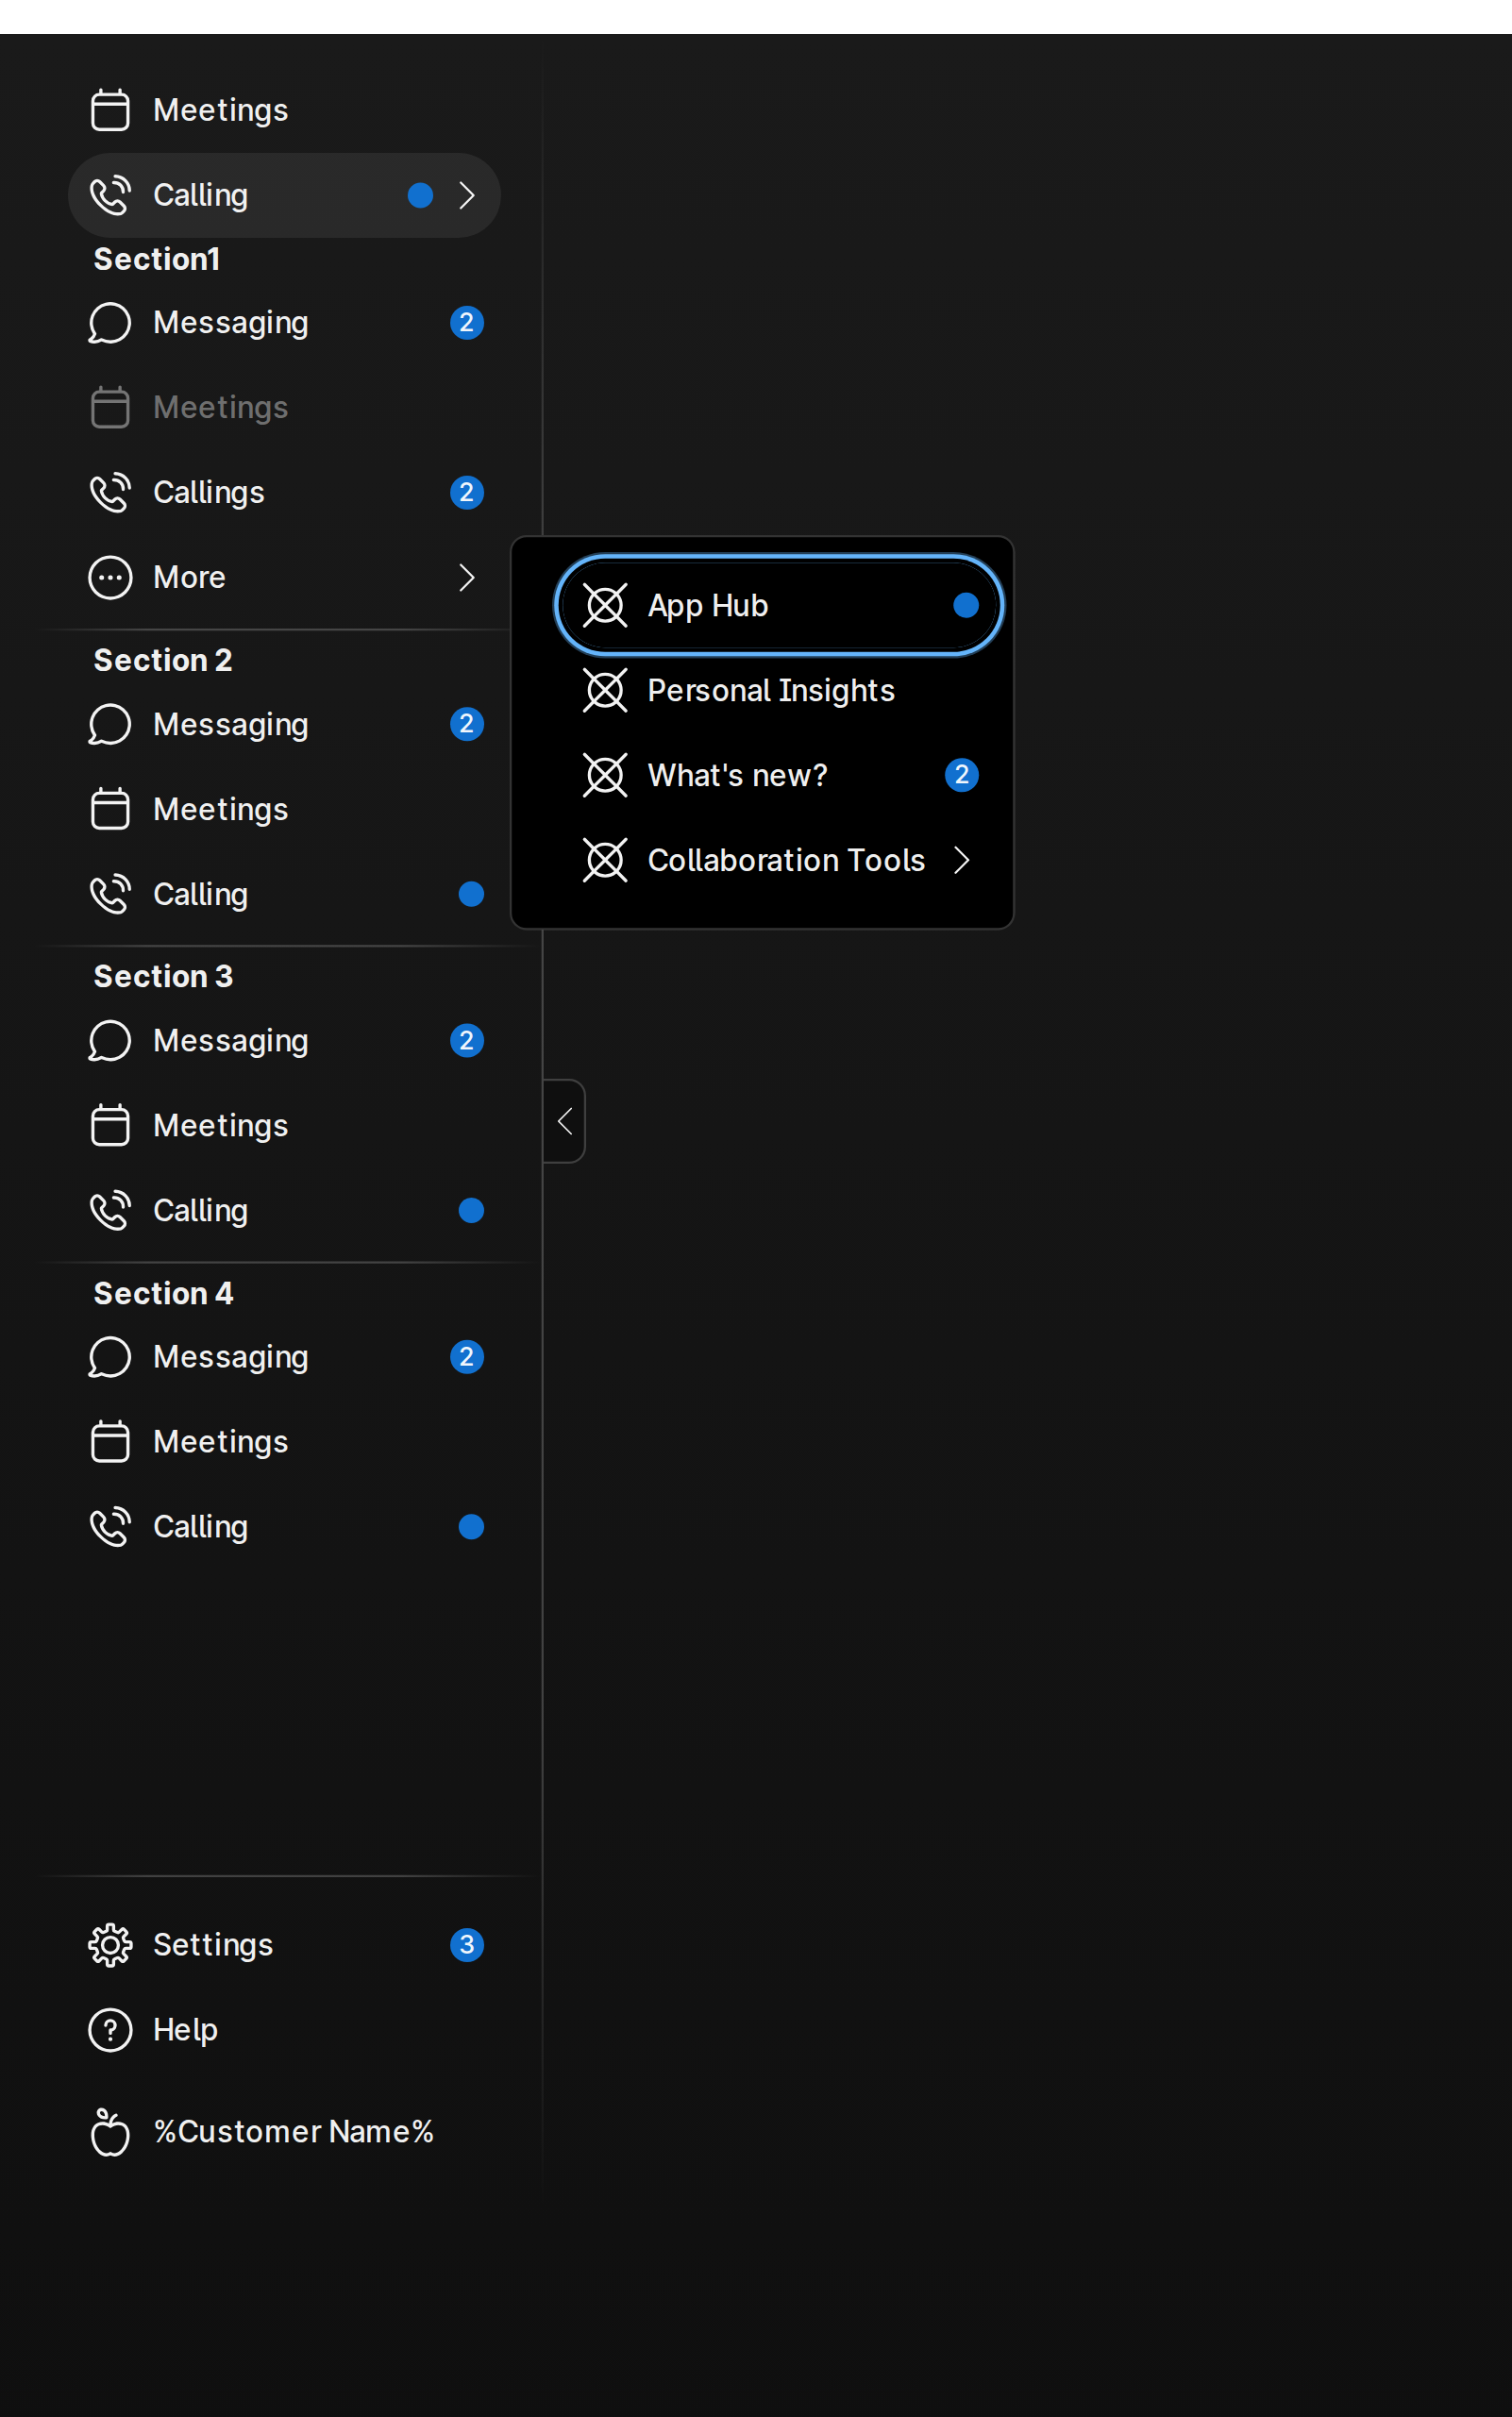 Meetings
Calling
Section1
Messaging 2
Meetings
Callings 2
More
Section 2
Messaging 2
Meetings
Calling
Section 3
Messaging 2
Meetings
Calling
Section 4
Messaging 2
Meetings
Calling
Settings 3
Help
%Customer Name%
App Hub
Personal Insights
What's new? 2
Collaboration Tools